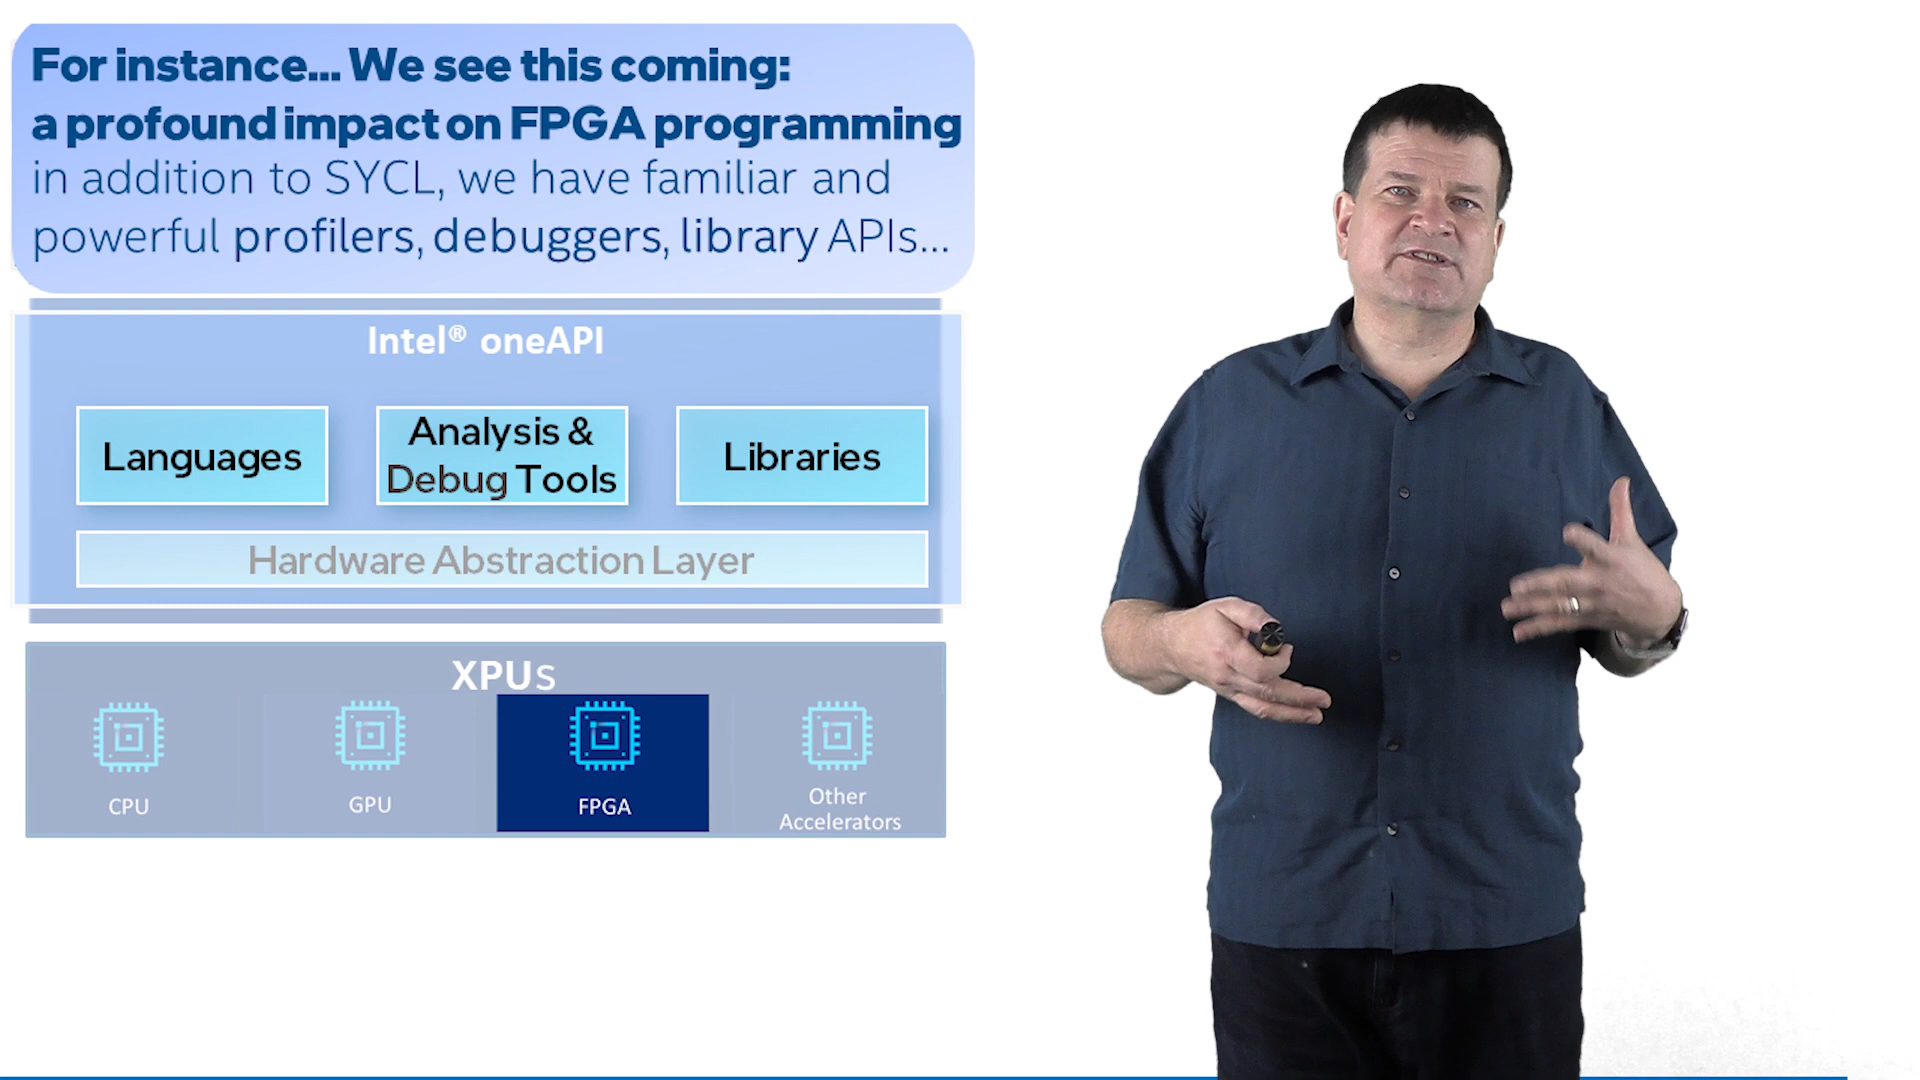 For instance... We see this coming:
a profound impact on FPGA programming
in addition to SYCL, we have familiar and
powerful profilers, debuggers, library APIs...
Intel® oneAPI
Languages
Analysis &
Debug Tools
Libraries
Hardware Abstraction Layer
XPUs
CPU
GPU
FPGA
Other
Accelerators